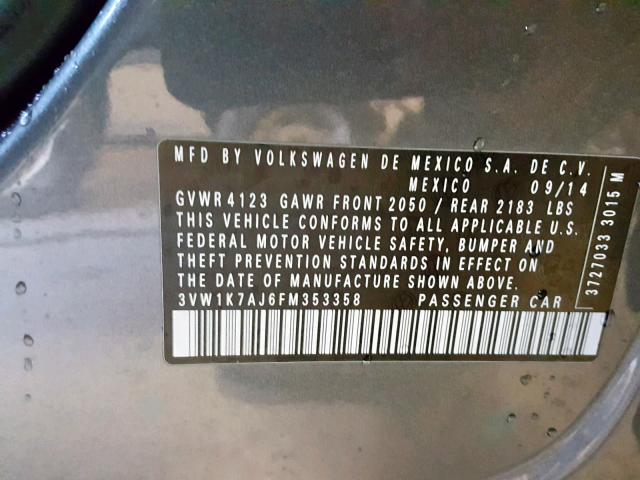 MFD BY VOLKSWAGEN DE MEXICO S.A. DE C.V.
MEXICO 09/14
GVWR 4123 GAWR FRONT 2050 / REAR 2183 LBS
THIS VEHICLE CONFORMS TO ALL APPLICABLE U.S.
FEDERAL MOTOR VEHICLE SAFETY, BUMPER AND
THEFT PREVENTION STANDARDS IN EFFECT ON
THE DATE OF MANUFACTURE SHOWN ABOVE.
3VW1K7AJ6FM353358 PASSENGER CAR
3727033 3015 M